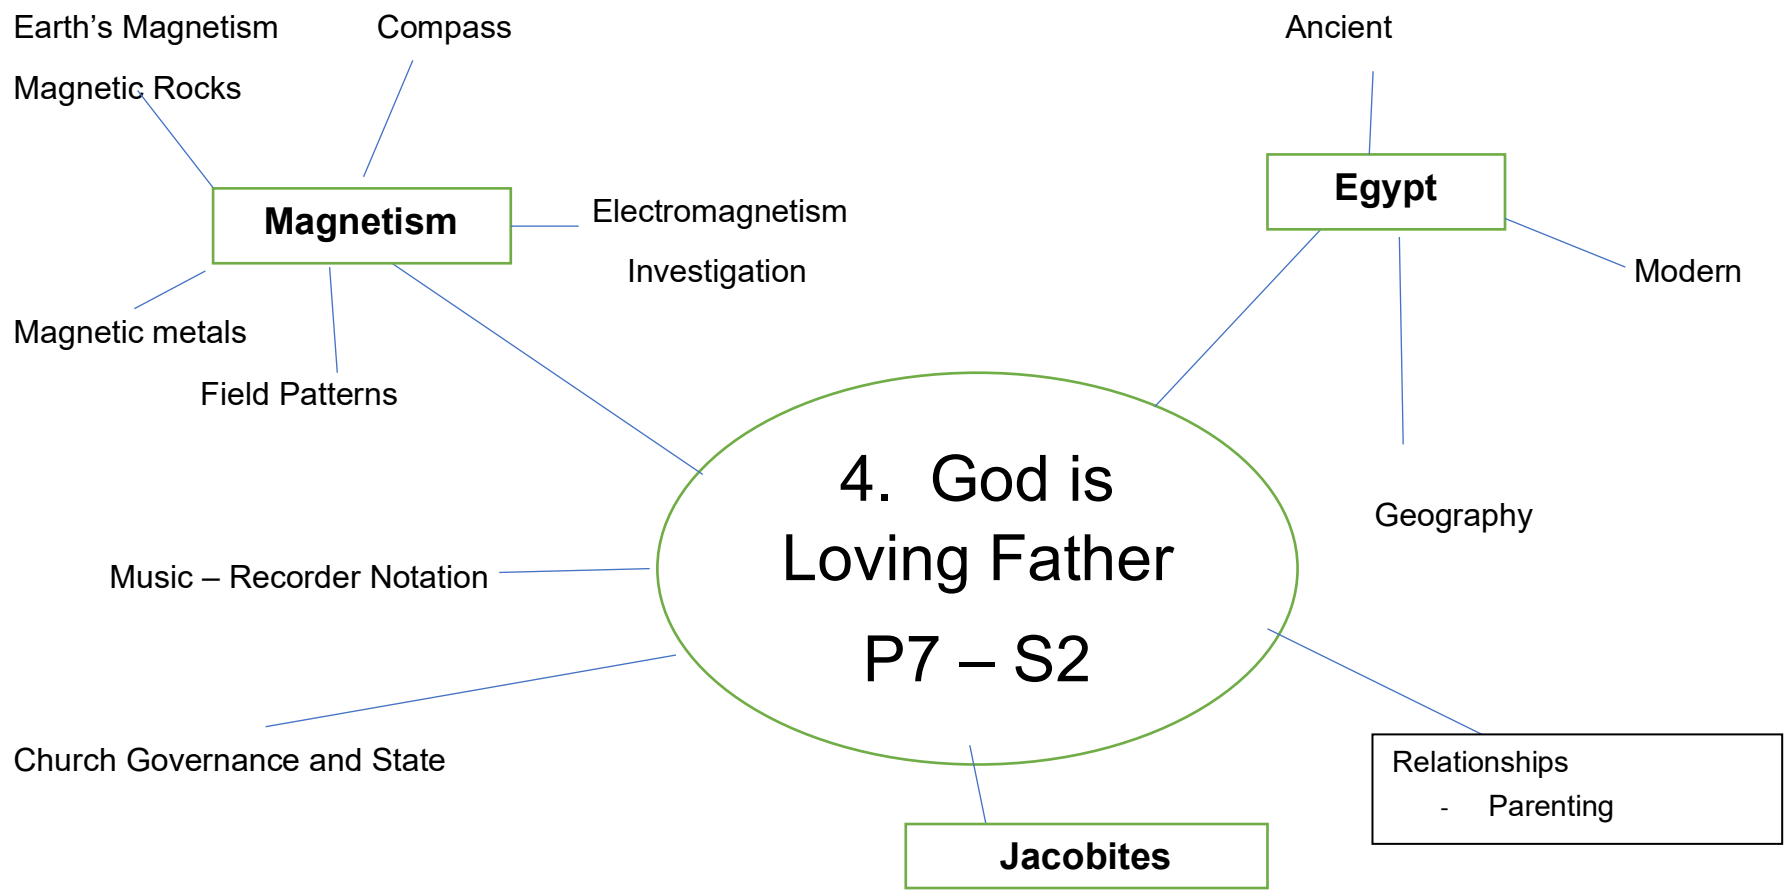 Earth’s Magnetism
Compass
Ancient
Magnetic Rocks
Magnetism
Egypt
Electromagnetism
Investigation
Modern
Magnetic metals
Field Patterns
4. God is
Loving Father
P7 – S2
Geography
Music – Recorder Notation
Church Governance and State
Relationships
- Parenting
Jacobites